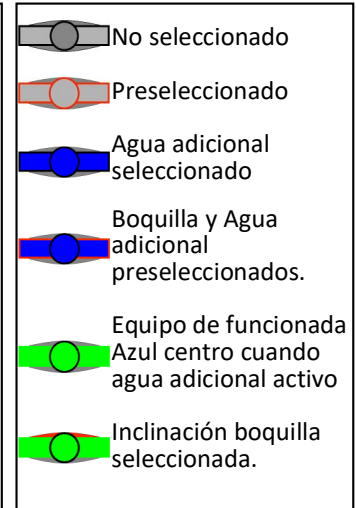 No seleccionado
Preseleccionado
Agua adicional
seleccionado
Boquilla y Agua
adicional
preseleccionados.
Equipo de funcionada
Azul centro cuando
agua adicional activo
Inclinación boquilla
seleccionada.